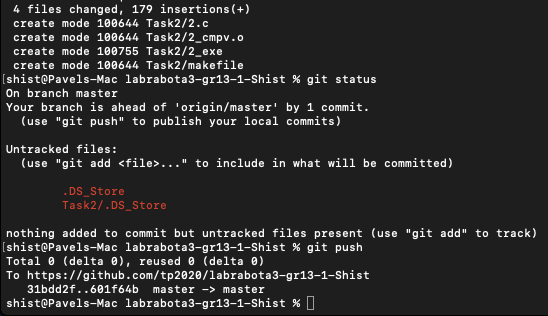 4 files changed, 179 insertions(+)
create mode 100644 Task2/2.c
create mode 100644 Task2/2_cmpv.o
create mode 100755 Task2/2_exe
create mode 100644 Task2/makefile
[shist@Pavels-Mac labrabota3-gr13-1-Shist % git status
On branch master
Your branch is ahead of 'origin/master' by 1 commit.
(use "git push" to publish your local commits)
Untracked files:
(use "git add <file>..." to include in what will be committed)
.DS_Store
Task2/.DS_Store
nothing added to commit but untracked files present (use "git add" to track)
[shist@Pavels-Mac labrabota3-gr13-1-Shist % git push
Total 0 (delta 0), reused 0 (delta 0)
To https://github.com/tp2020/labrabota3-gr13-1-Shist
31bdd2f..601f64b  master -> master
shist@Pavels-Mac labrabota3-gr13-1-Shist %